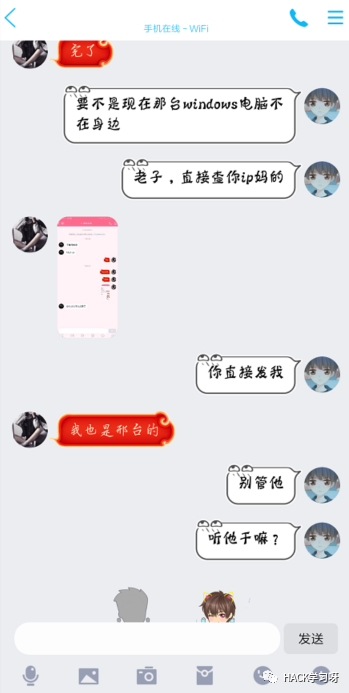 手机在线 - WiFi
完了
要不是现在那台windows电脑不
在身边
老子，直接查你ip妈的
你直接发我
我也是邢台的
别管他
听他干嘛？
发送
HACK学习呀